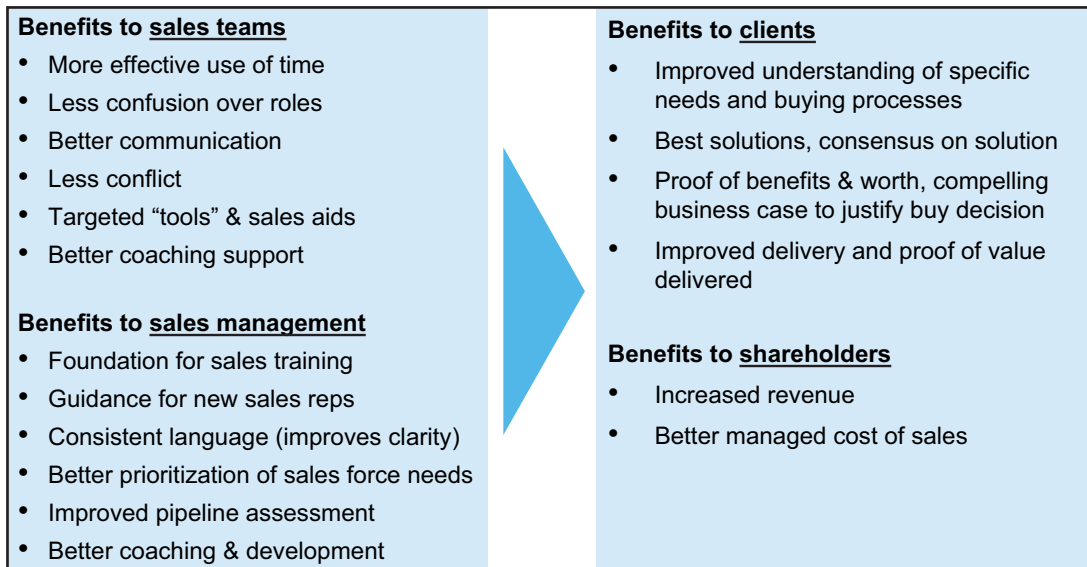 Benefits to sales teams
• More effective use of time
• Less confusion over roles
• Better communication
• Less conflict
• Targeted “tools” & sales aids
• Better coaching support
Benefits to sales management
• Foundation for sales training
• Guidance for new sales reps
• Consistent language (improves clarity)
• Better prioritization of sales force needs
• Improved pipeline assessment
• Better coaching & development
Benefits to clients
• Improved understanding of specific
needs and buying processes
• Best solutions, consensus on solution
• Proof of benefits & worth, compelling
business case to justify buy decision
• Improved delivery and proof of value
delivered
Benefits to shareholders
• Increased revenue
• Better managed cost of sales